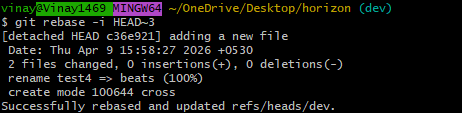 vinay@Vinay1469 MINGW64 ~/OneDrive/Desktop/horizon (dev)
$ git rebase -i HEAD~3
[detached HEAD c36e921] adding a new file
 Date: Thu Apr 9 15:58:27 2026 +0530
 2 files changed, 0 insertions(+), 0 deletions(-)
 rename test4 => beats (100%)
 create mode 100644 cross
Successfully rebased and updated refs/heads/dev.